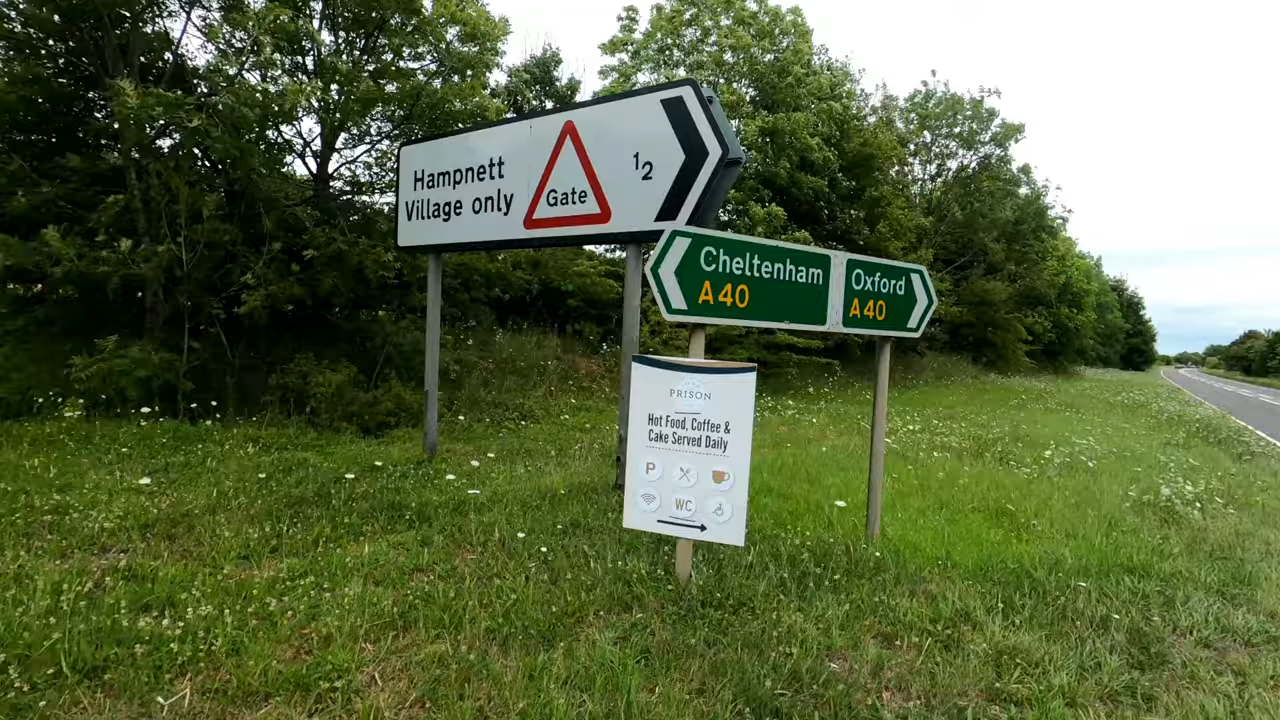 Hampnett
Village only
Gate
1/2
Cheltenham
A40
Oxford
A40
PRISON
Hot Food, Coffee &
Cake Served Daily
P
WC